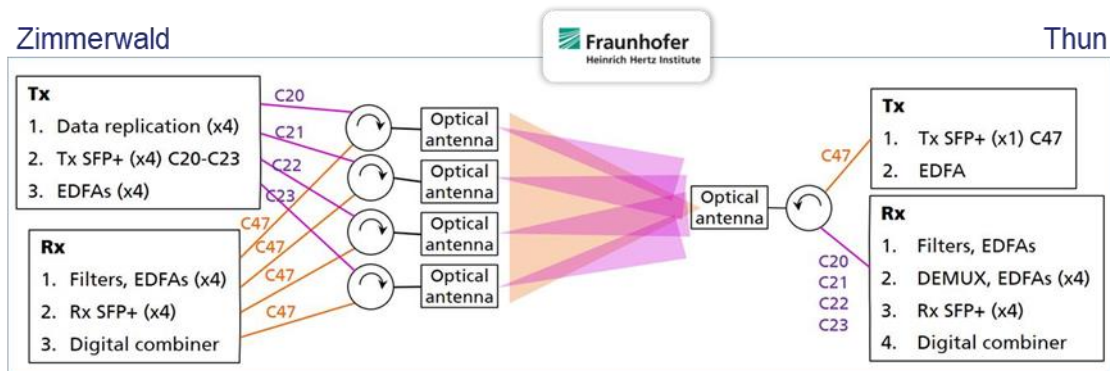 Zimmerwald
Fraunhofer
Heinrich Hertz Institute
Thun
Tx
1. Data replication (x4)
2. Tx SFP+ (x4) C20-C23
3. EDFAs (x4)
Rx
1. Filters, EDFAs (x4)
2. Rx SFP+ (x4)
3. Digital combiner
C20
C21
C22
C23
C47
C47
C47
C47
Optical
antenna
Optical
antenna
Optical
antenna
Optical
antenna
Optical
antenna
C47
C20
C21
C22
C23
Tx
1. Tx SFP+ (x1) C47
2. EDFA
Rx
1. Filters, EDFAs
2. DEMUX, EDFAs (x4)
3. Rx SFP+ (x4)
4. Digital combiner